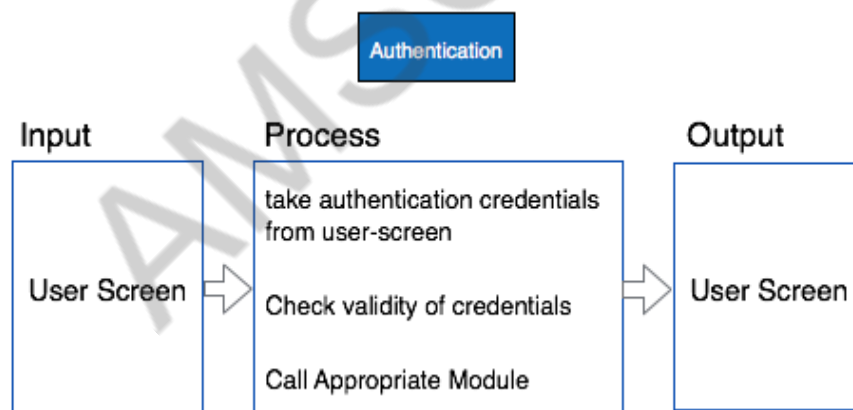 Authentication
Input
Process
Output
User Screen
take authentication credentials
from user-screen
Check validity of credentials
Call Appropriate Module
User Screen